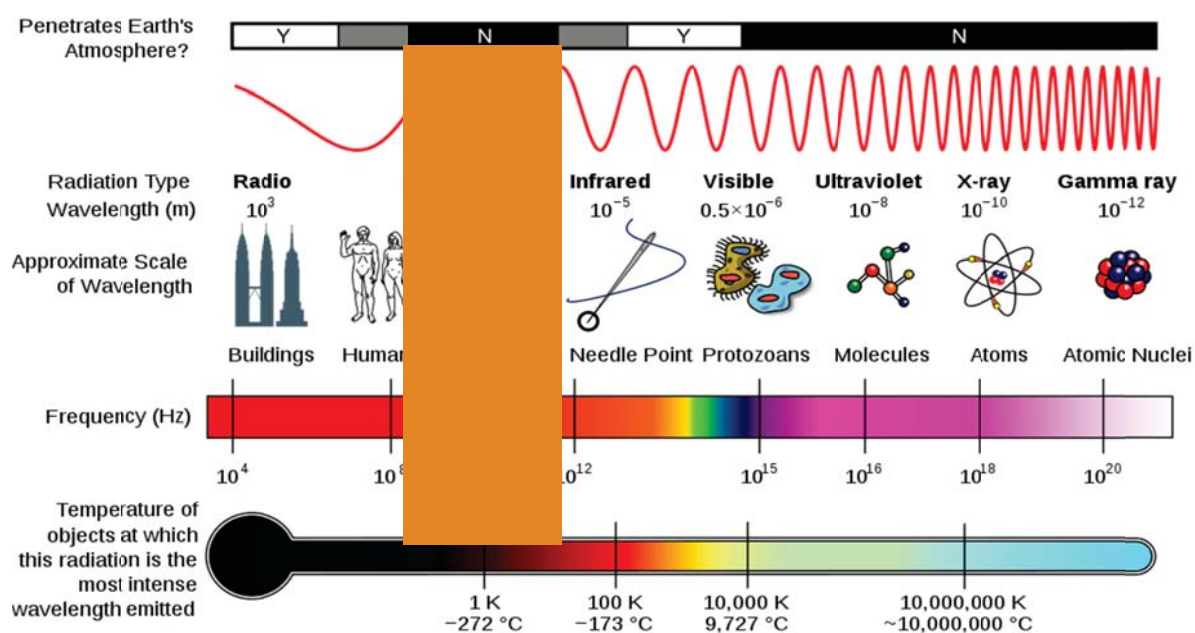 Penetrates Earth's
Atmosphere?
Y N Y N
Radiation Type
Radio Infrared Visible Ultraviolet X-ray Gamma ray
Wavelength (m)
10³ 10⁻⁵ 0.5×10⁻⁶ 10⁻⁸ 10⁻¹⁰ 10⁻¹²
Approximate Scale
of Wavelength
Buildings Needle Point Protozoans Molecules Atoms Atomic Nuclei
Frequency (Hz)
10⁴ 10⁸ 10¹⁵ 10¹⁶ 10¹⁸ 10²⁰
Temperature of
objects at which
this radiation is the
most intense
wavelength emitted
1 K 100 K 10,000 K 10,000,000 K
−272 °C −173 °C 9,727 °C ~10,000,000 °C